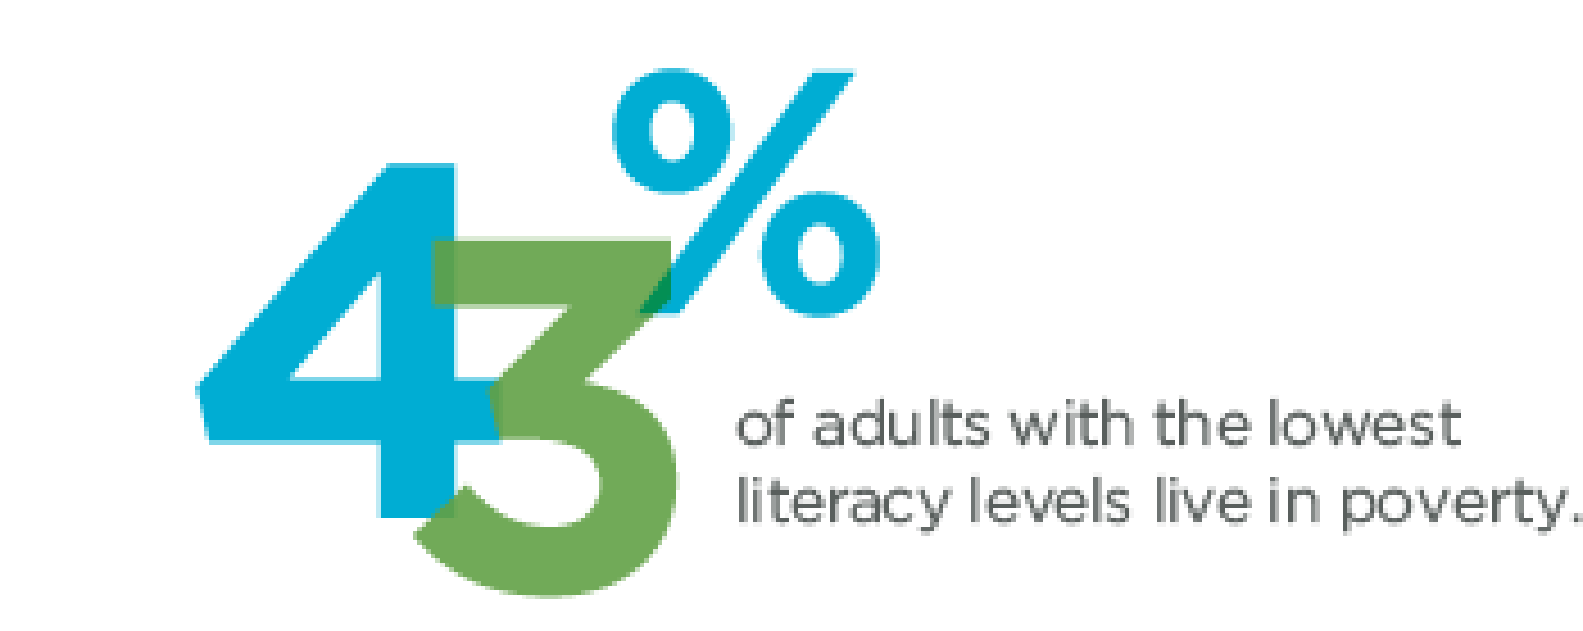 43%
of adults with the lowest
literacy levels live in poverty.